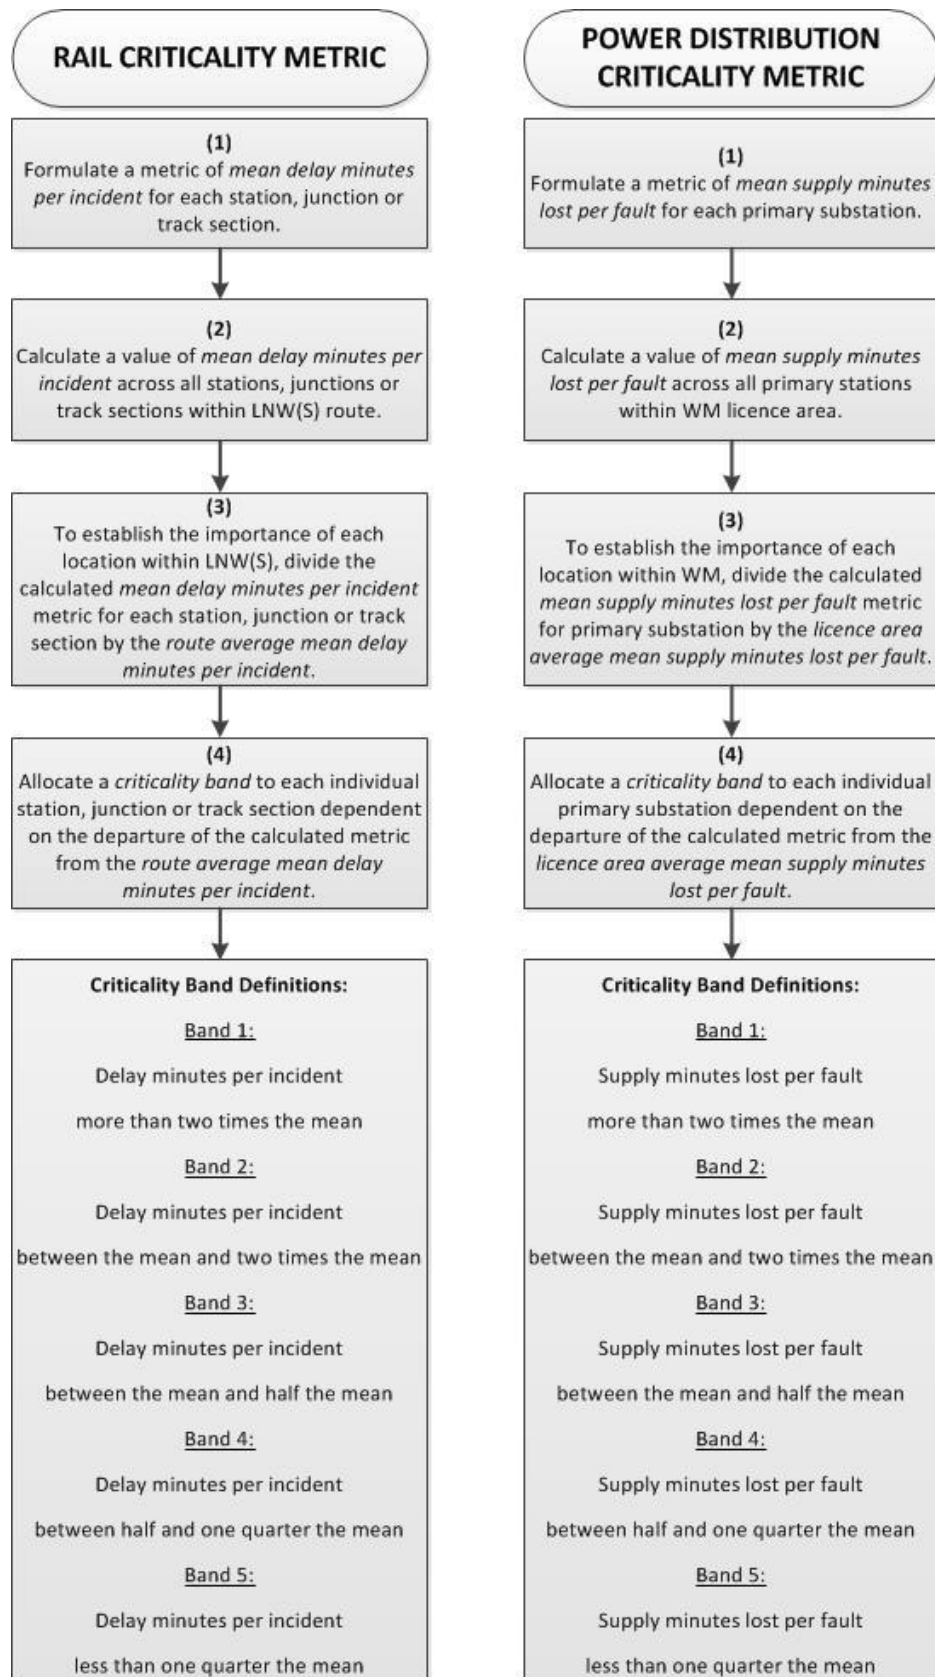 RAIL CRITICALITY METRIC
(1)
Formulate a metric of mean delay minutes
per incident for each station, junction or
track section.
(2)
Calculate a value of mean delay minutes per
incident across all stations, junctions or
track sections within LNW(S) route.
(3)
To establish the importance of each
location within LNW(S), divide the
calculated mean delay minutes per incident
metric for each station, junction or track
section by the route average mean delay
minutes per incident.
(4)
Allocate a criticality band to each individual
station, junction or track section dependent
on the departure of the calculated metric
from the route average mean delay
minutes per incident.
Criticality Band Definitions:
Band 1:
Delay minutes per incident
more than two times the mean
Band 2:
Delay minutes per incident
between the mean and two times the mean
Band 3:
Delay minutes per incident
between the mean and half the mean
Band 4:
Delay minutes per incident
between half and one quarter the mean
Band 5:
Delay minutes per incident
less than one quarter the mean
POWER DISTRIBUTION
CRITICALITY METRIC
(1)
Formulate a metric of mean supply minutes
lost per fault for each primary substation.
(2)
Calculate a value of mean supply minutes
lost per fault across all primary stations
within WM licence area.
(3)
To establish the importance of each
location within WM, divide the calculated
mean supply minutes lost per fault metric
for primary substation by the licence area
average mean supply minutes lost per fault.
(4)
Allocate a criticality band to each individual
primary substation dependent on the
departure of the calculated metric from the
licence area average mean supply minutes
lost per fault.
Criticality Band Definitions:
Band 1:
Supply minutes lost per fault
more than two times the mean
Band 2:
Supply minutes lost per fault
between the mean and two times the mean
Band 3:
Supply minutes lost per fault
between the mean and half the mean
Band 4:
Supply minutes lost per fault
between half and one quarter the mean
Band 5:
Supply minutes lost per fault
less than one quarter the mean